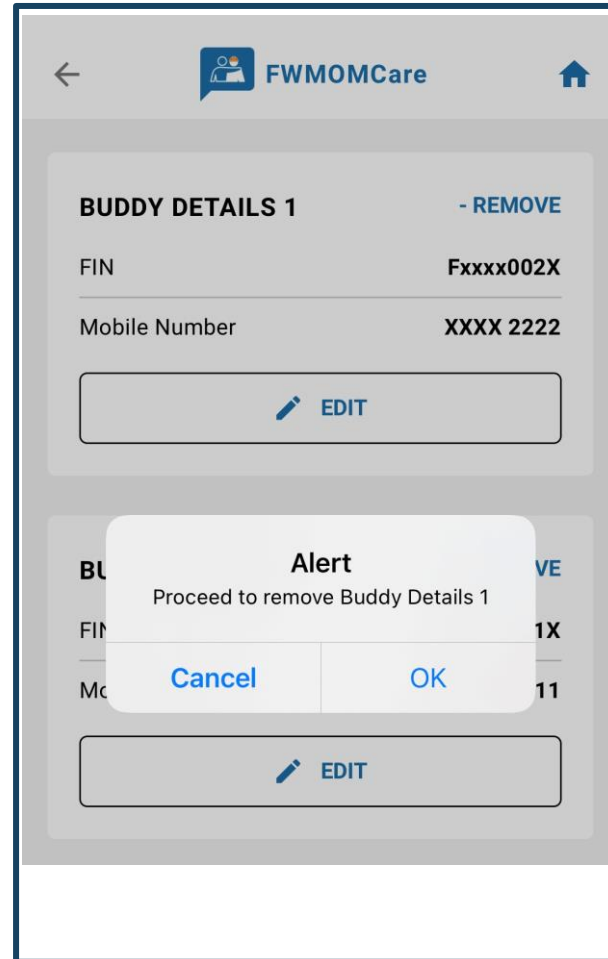 FWMOMCare
BUDDY DETAILS 1
- REMOVE
FIN
Fxxxx002X
Mobile Number
XXXX 2222
EDIT
Alert
Proceed to remove Buddy Details 1
Cancel
OK
EDIT